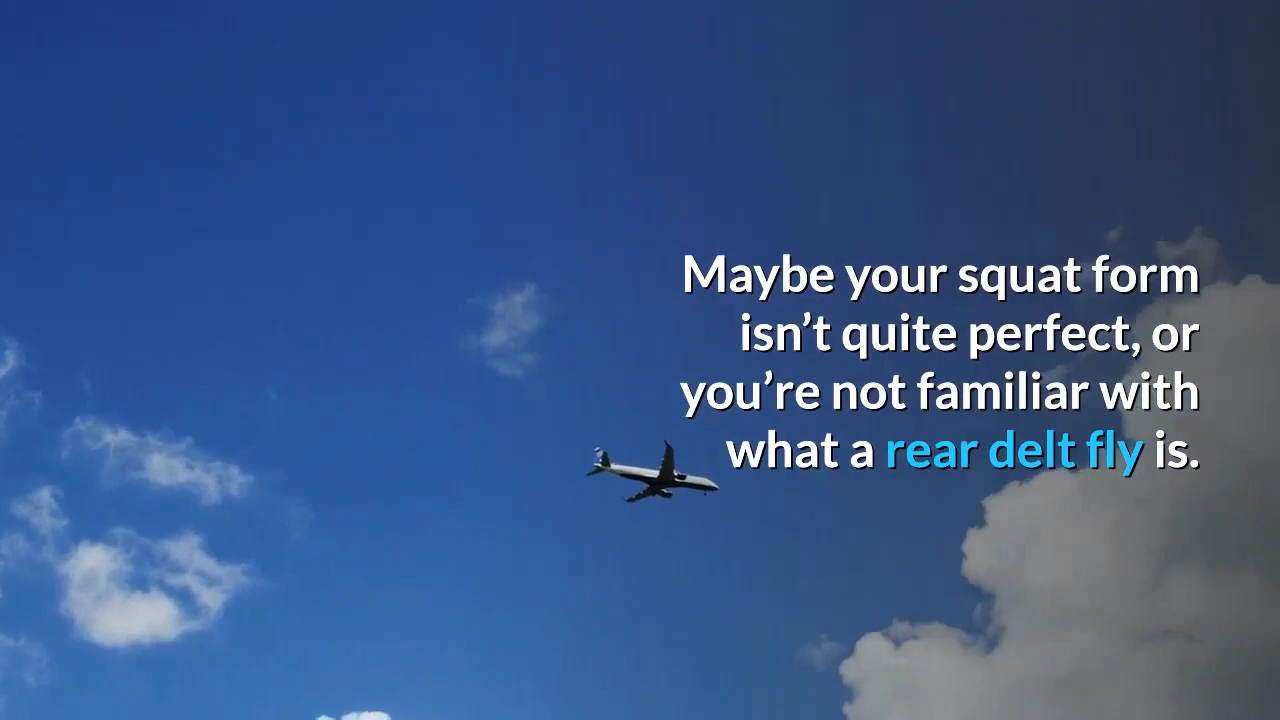 Maybe your squat form
isn’t quite perfect, or
you’re not familiar with
what a rear delt fly is.